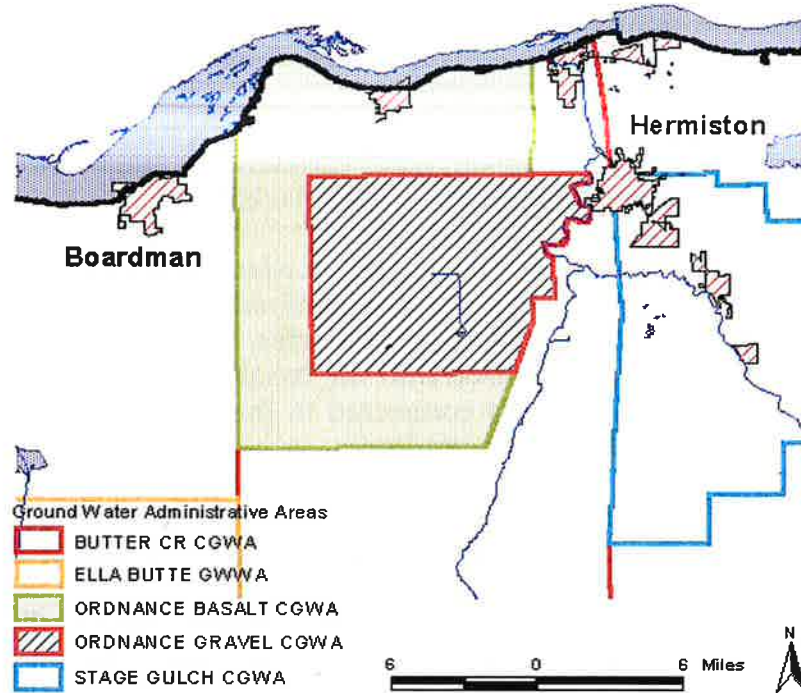 Hermiston
Boardman
Ground Water Administrative Areas
BUTTER CR CGWA
ELLA BUTTE GWWA
ORDNANCE BASALT CGWA
ORDNANCE GRAVEL CGWA
STAGE GULCH CGWA
6 0 6 Miles
N